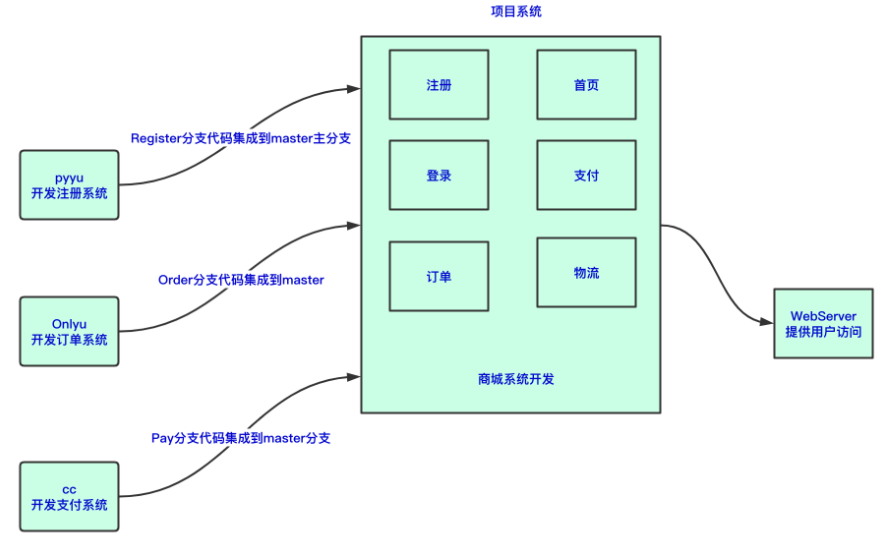 项目系统
注册
首页
Register分支代码集成到master主分支
pyyu
开发注册系统
登录
支付
Order分支代码集成到master
订单
物流
Onlyu
开发订单系统
WebServer
提供用户访问
商城系统开发
Pay分支代码集成到master分支
cc
开发支付系统